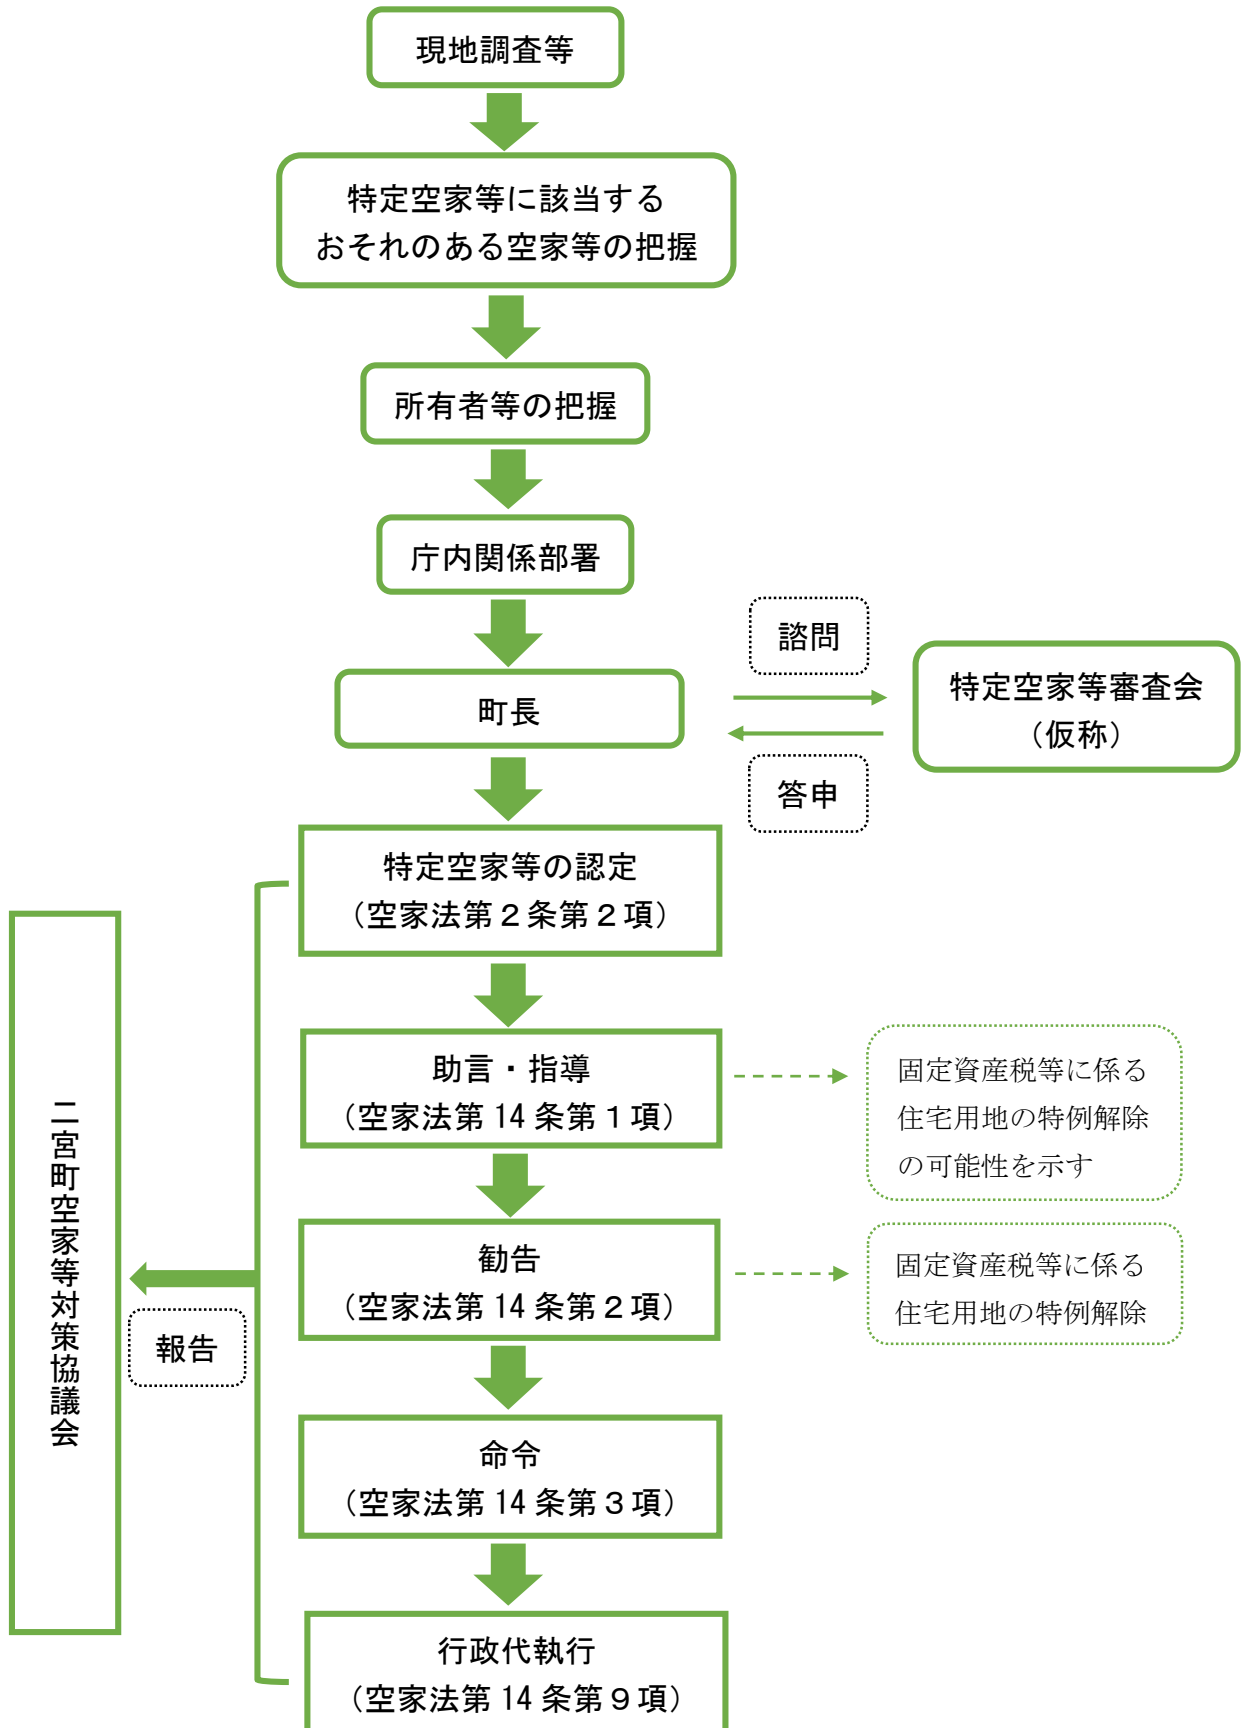 現地調査等
特定空家等に該当する
おそれのある空家等の把握
所有者等の把握
庁内関係部署
町長
諮問
答申
特定空家等審査会
（仮称）
特定空家等の認定
（空家法第２条第２項）
助言・指導
（空家法第 14 条第１項）
固定資産税等に係る
住宅用地の特例解除
の可能性を示す
勧告
（空家法第 14 条第２項）
固定資産税等に係る
住宅用地の特例解除
命令
（空家法第 14 条第３項）
行政代執行
（空家法第 14 条第９項）
報告
二宮町空家等対策協議会